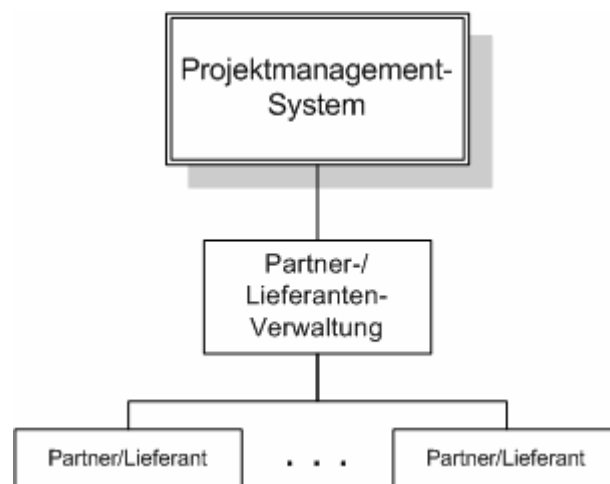 Projektmanagement-
System
Partner-/
Lieferanten-
Verwaltung
Partner/Lieferant
. . .
Partner/Lieferant